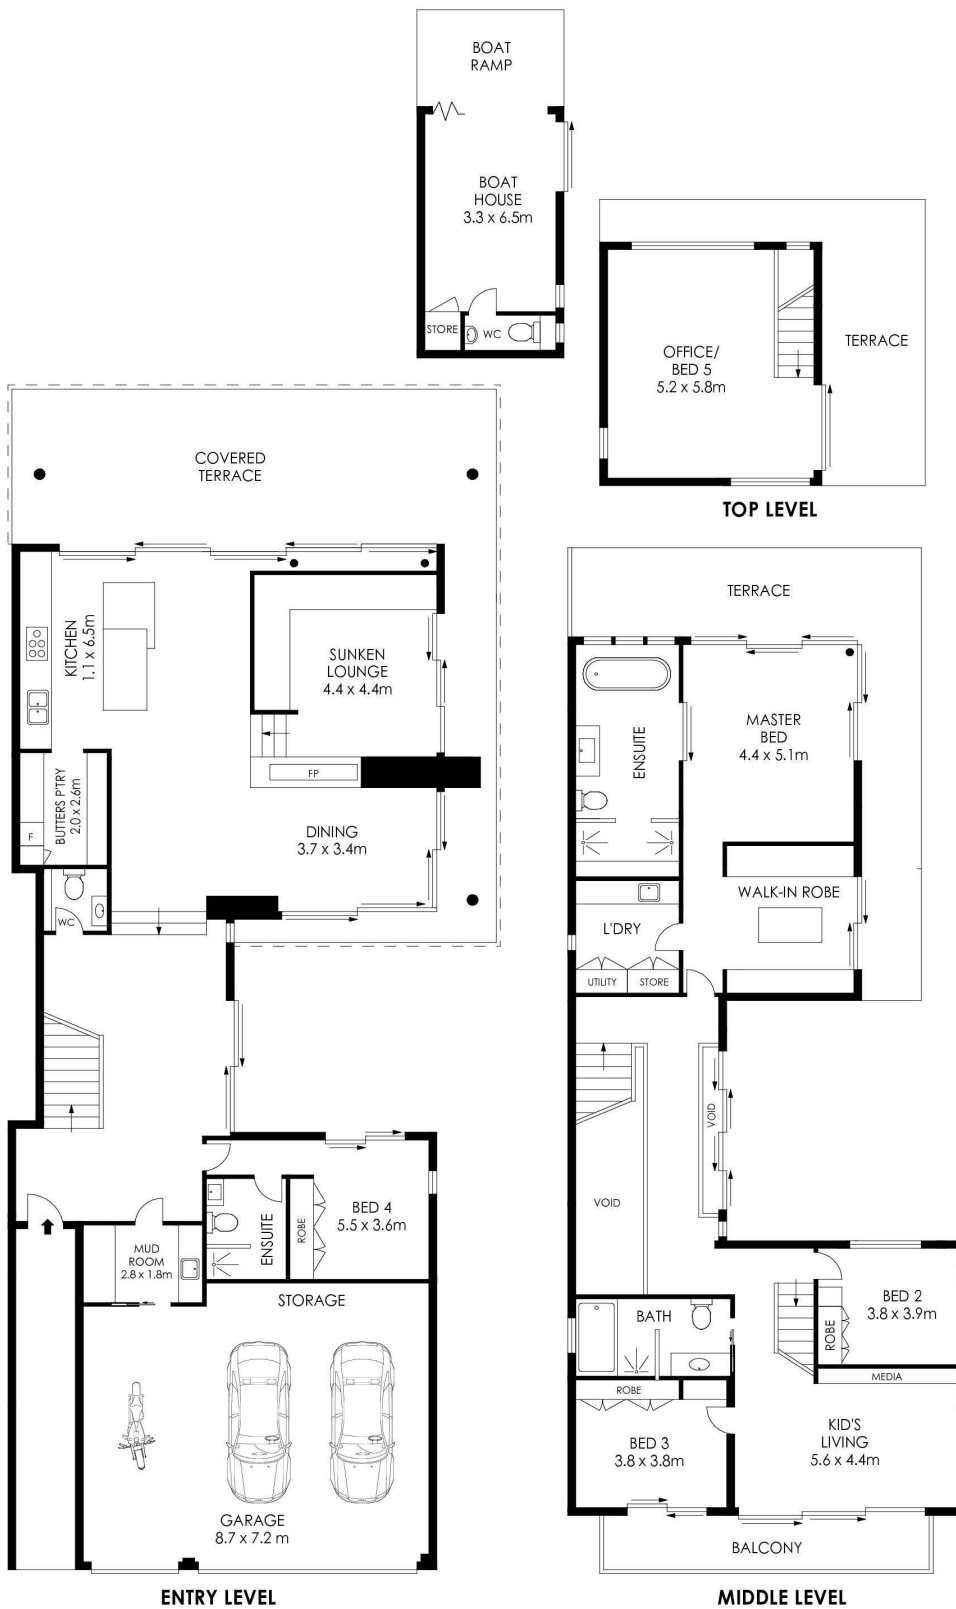 BOAT
RAMP
BOAT
HOUSE
3.3 x 6.5m
STORE
WC
OFFICE/
BED 5
5.2 x 5.8m
TERRACE
TOP LEVEL
COVERED
TERRACE
KITCHEN
1.1 x 6.5m
SUNKEN
LOUNGE
4.4 x 4.4m
FP
BUTTERS P'TRY
2.0 x 2.6m
F
DINING
3.7 x 3.4m
WC
BED 4
5.5 x 3.6m
ROBE
ENSUITE
MUD
ROOM
2.8 x 1.8m
STORAGE
GARAGE
8.7 x 7.2 m
ENTRY LEVEL
TERRACE
ENSUITE
MASTER
BED
4.4 x 5.1m
WALK-IN ROBE
L'DRY
UTILITY
STORE
VOID
VOID
BED 2
3.8 x 3.9m
ROBE
BATH
MEDIA
ROBE
BED 3
3.8 x 3.8m
KID'S
LIVING
5.6 x 4.4m
BALCONY
MIDDLE LEVEL